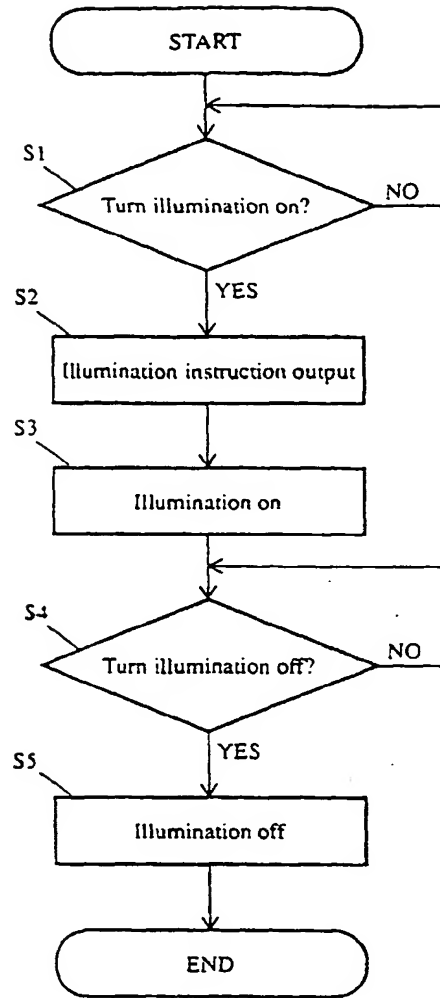 START
S1
Turn illumination on?
NO
YES
S2
Illumination instruction output
S3
Illumination on
S4
Turn illumination off?
NO
YES
S5
Illumination off
END